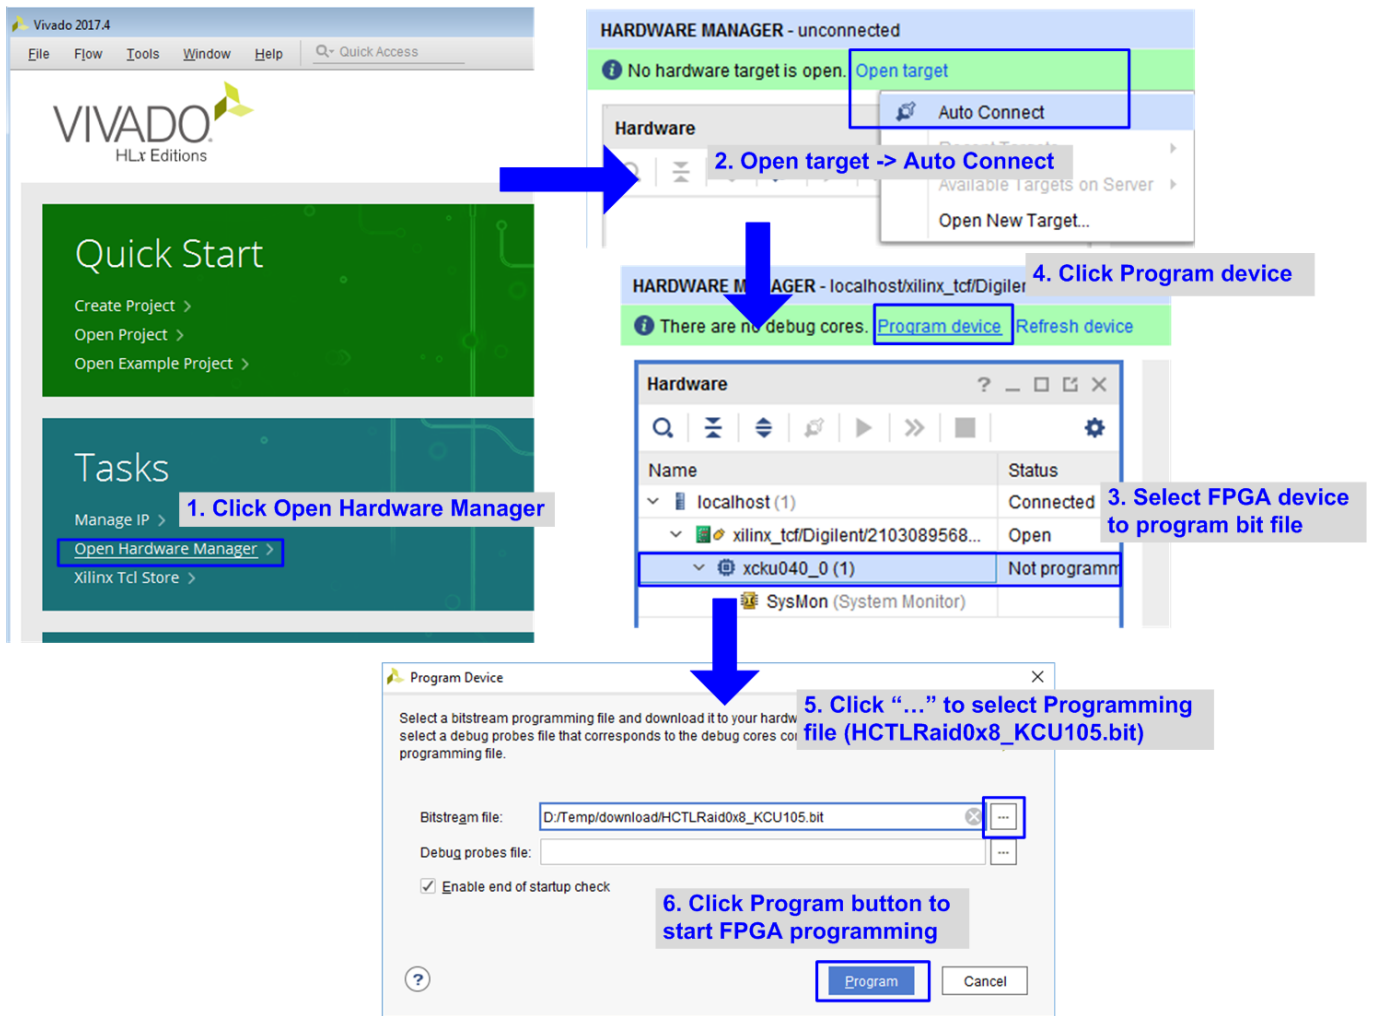 Vivado 2017.4
File Flow Tools Window Help Quick Access
VIVADO
HLx Editions
Quick Start
Create Project >
Open Project >
Open Example Project >
Tasks
1. Click Open Hardware Manager
Manage IP >
Open Hardware Manager >
Xilinx Tcl Store >
HARDWARE MANAGER - unconnected
No hardware target is open. Open target
Auto Connect
Hardware
2. Open target -> Auto Connect
Available Targets on Server
Open New Target...
4. Click Program device
HARDWARE MANAGER - localhost/xilinx_tcf/Digiler
There are no debug cores. Program device Refresh device
Hardware
Name Status
localhost (1) Connected
3. Select FPGA device
to program bit file
xilinx_tcf/Digilent/2103089568... Open
xcku040_0 (1) Not programm
SysMon (System Monitor)
Program Device
5. Click “...” to select Programming
file (HCTLRaid0x8_KCU105.bit)
Select a bitstream programming file and download it to your hardw
select a debug probes file that corresponds to the debug cores co
programming file.
Bitstream file: D:/Temp/download/HCTLRaid0x8_KCU105.bit ...
Debug probes file: ...
Enable end of startup check
6. Click Program button to
start FPGA programming
? Program Cancel